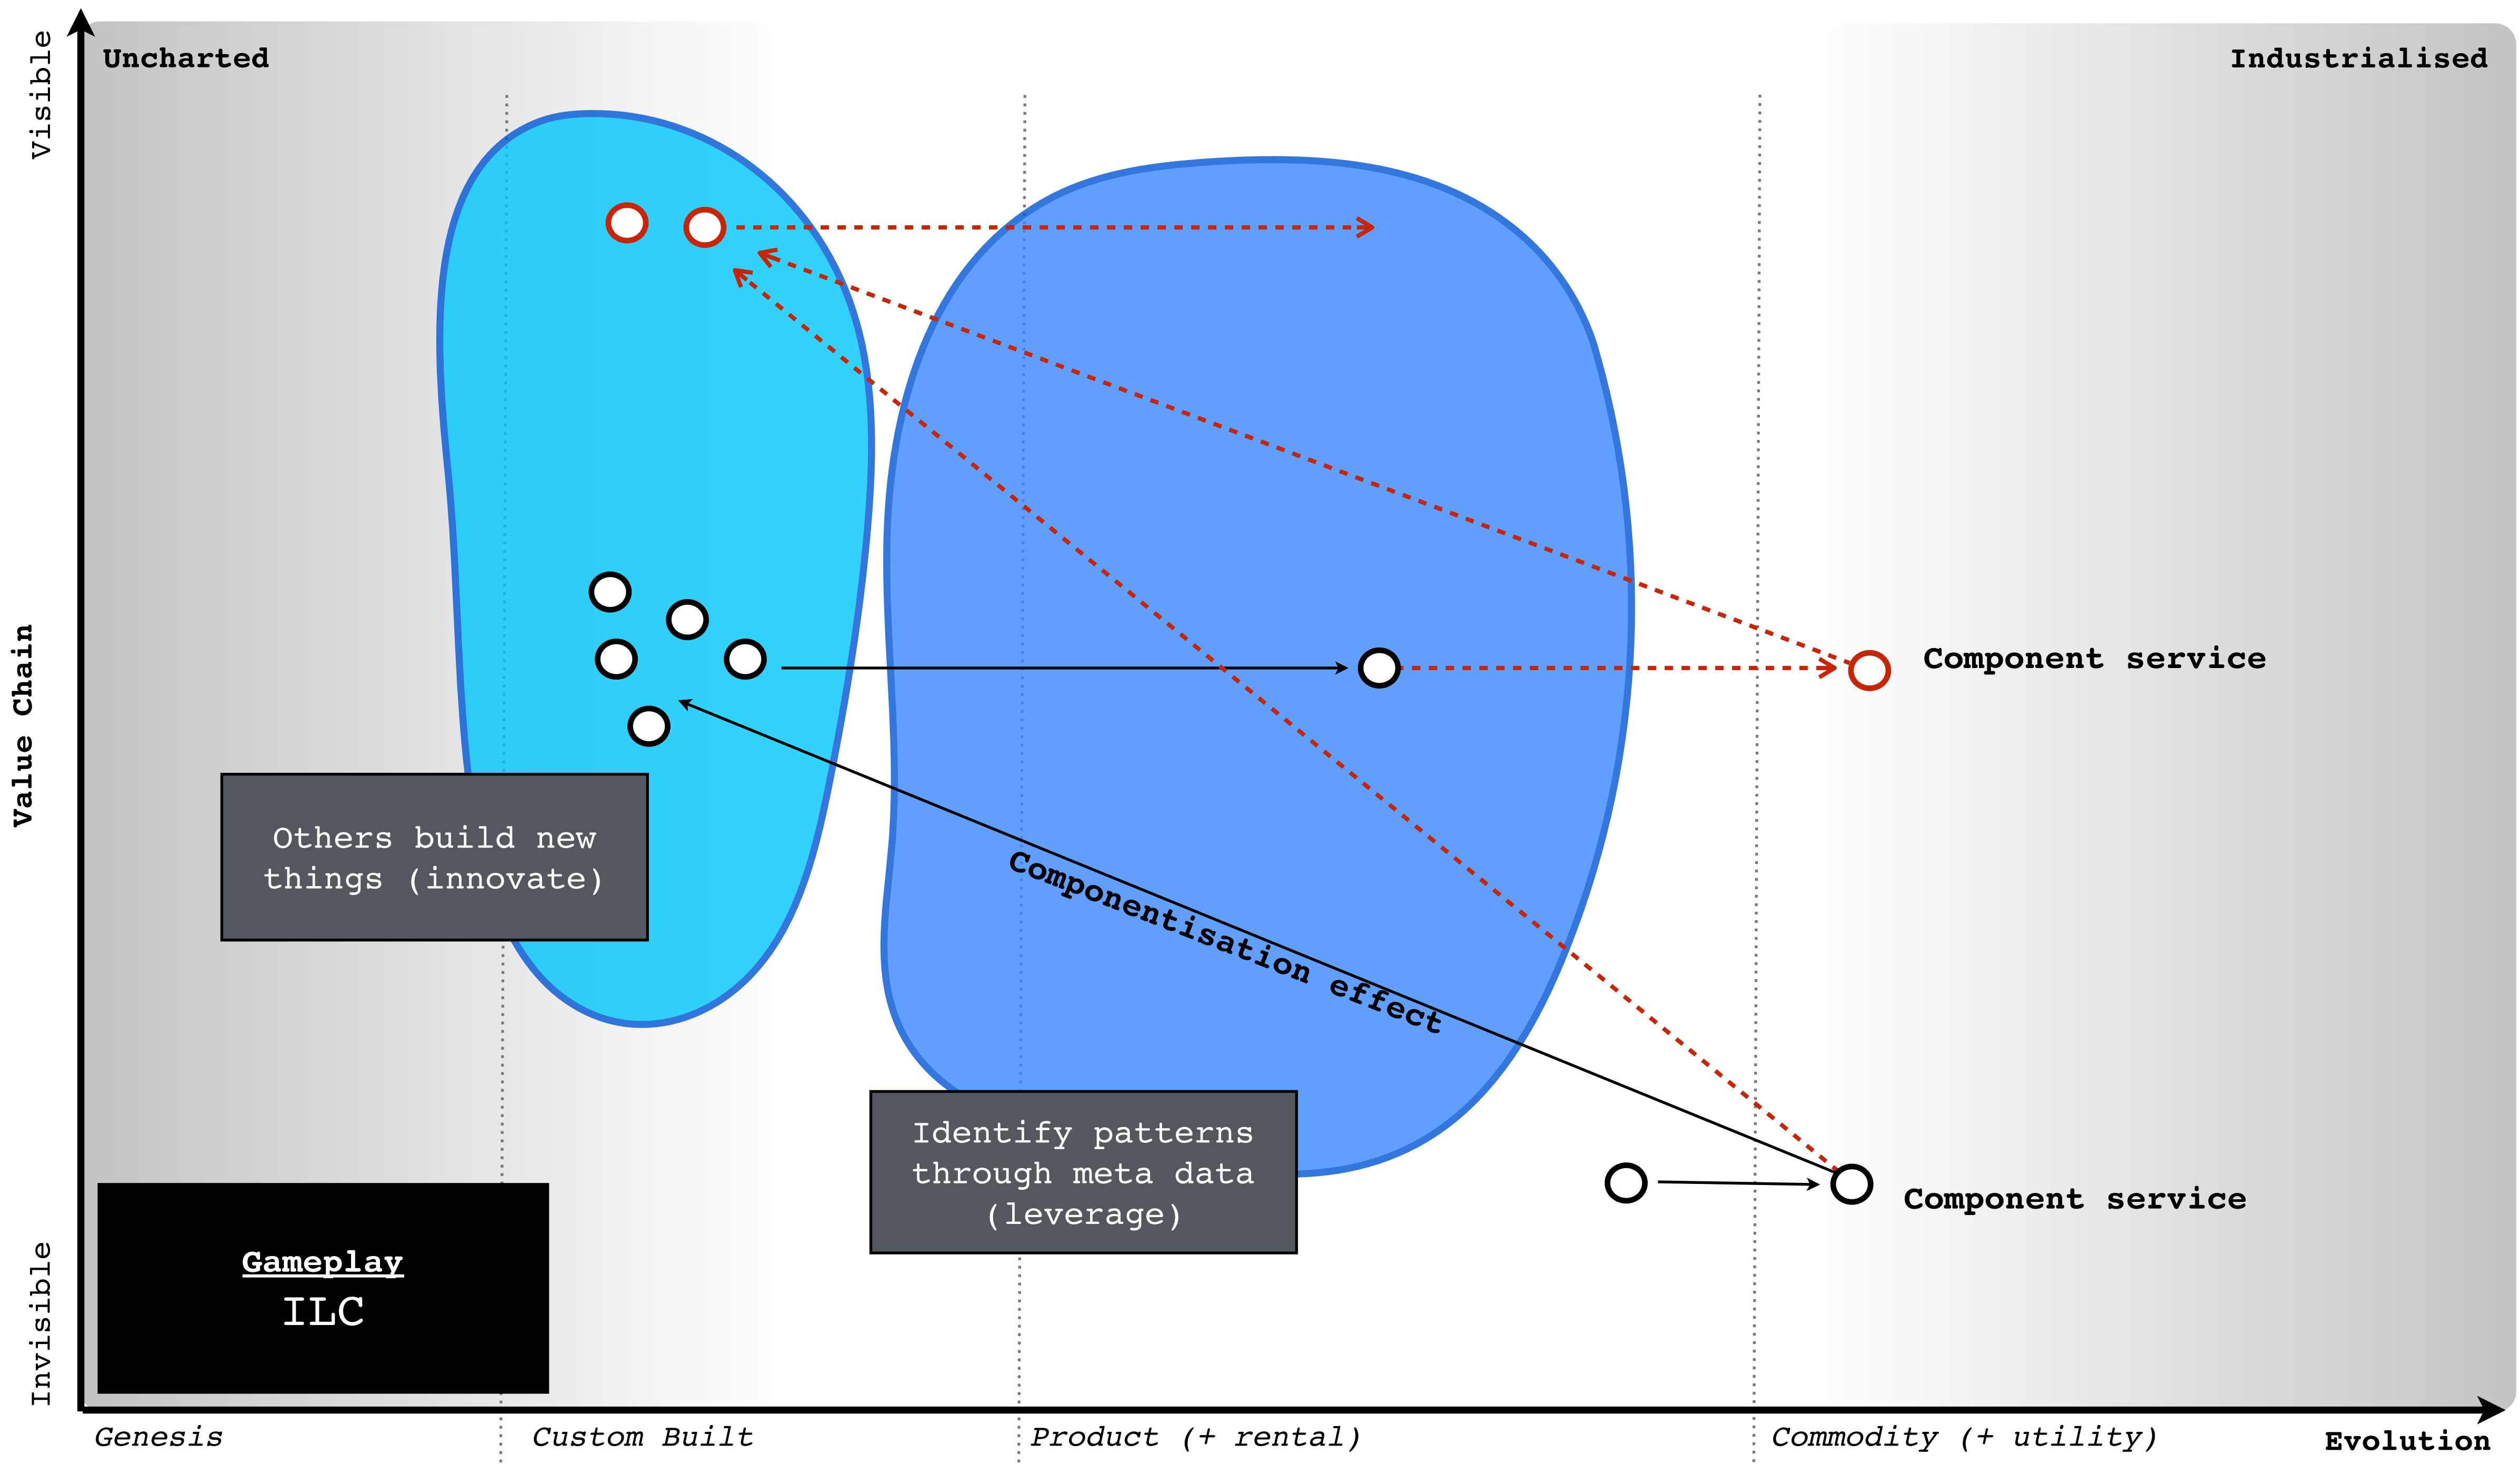 Visible
Uncharted
Industrialised
Value Chain
Component service
Others build new
things (innovate)
Componentisation effect
Identify patterns
through meta data
(leverage)
Component service
Invisible
Gameplay
ILC
Genesis
Custom Built
Product (+ rental)
Commodity (+ utility)
Evolution